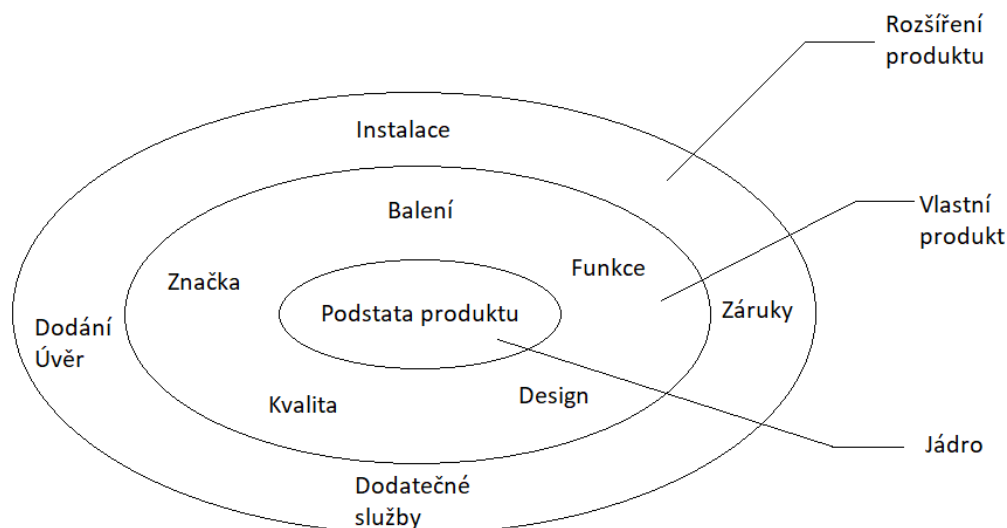 Rozšíření
produktu
Instalace
Balení
Vlastní
produkt
Funkce
Značka
Podstata produktu
Záruky
Dodání
Úvěr
Design
Kvalita
Jádro
Dodatečné
služby